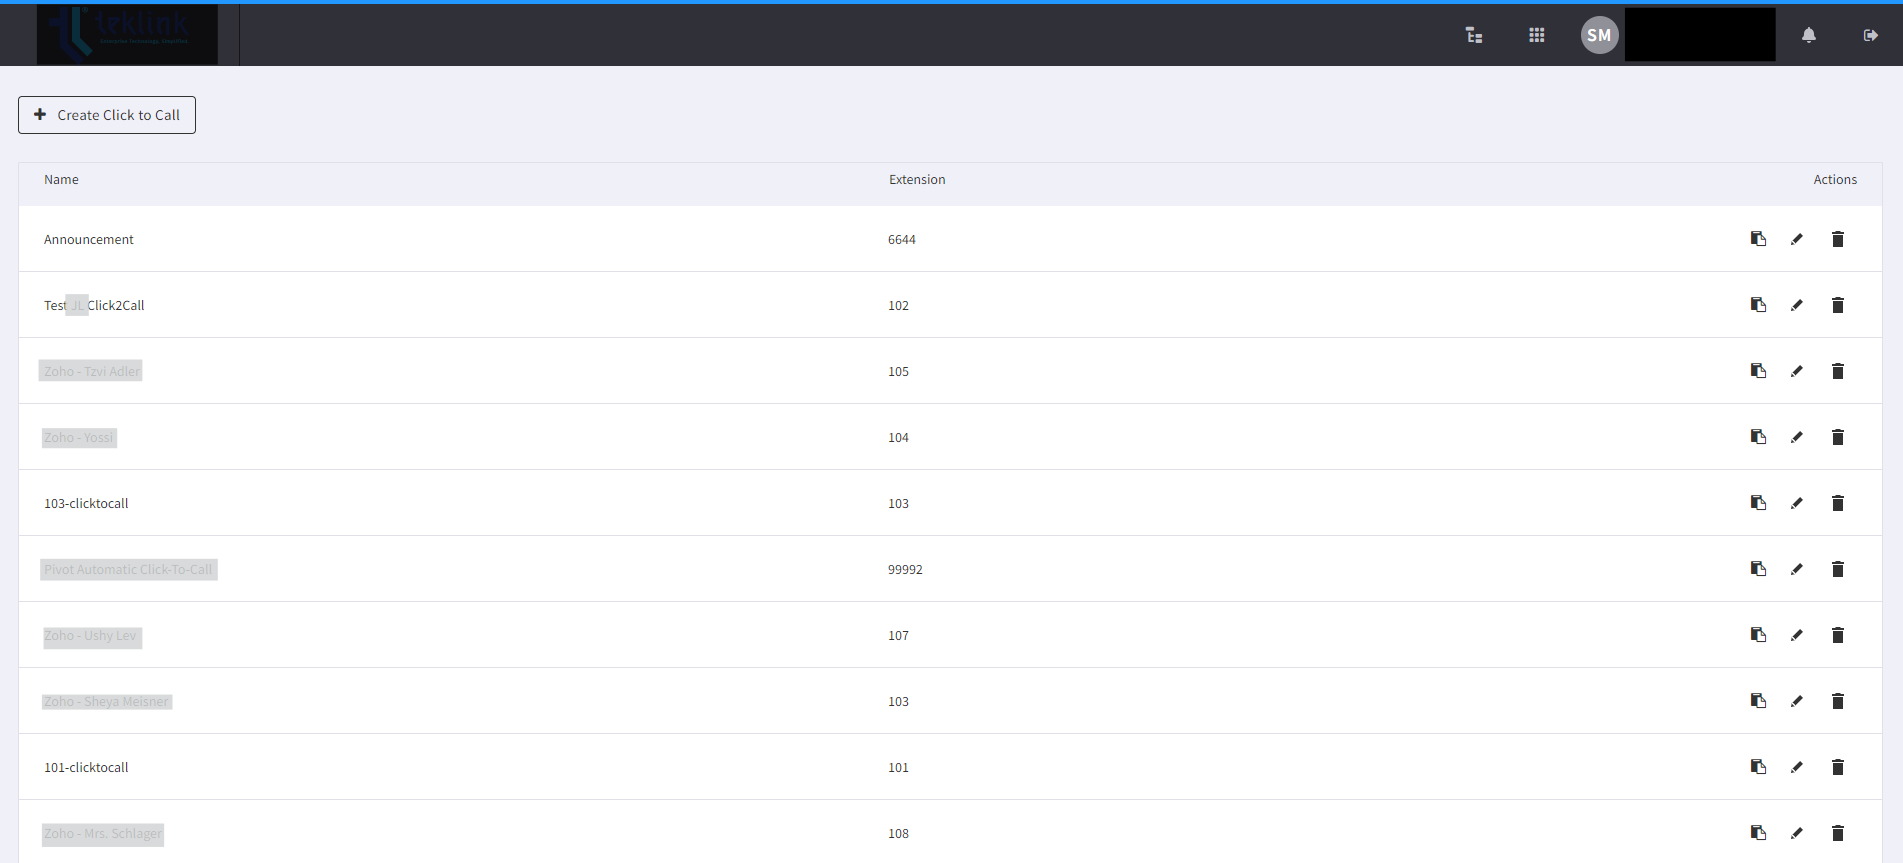 teklink
SM
Create Click to Call
Name Extension Actions
Announcement 6644
Test JL Click2Call 102
Zoho - Tzvi Adler 105
Zoho - Yossi 104
103-clicktocall 103
Pivot Automatic Click-To-Call 99992
Zoho - Ushy Lev 107
Zoho - Sheya Meisner 103
101-clicktocall 101
Zoho - Mrs. Schlager 108